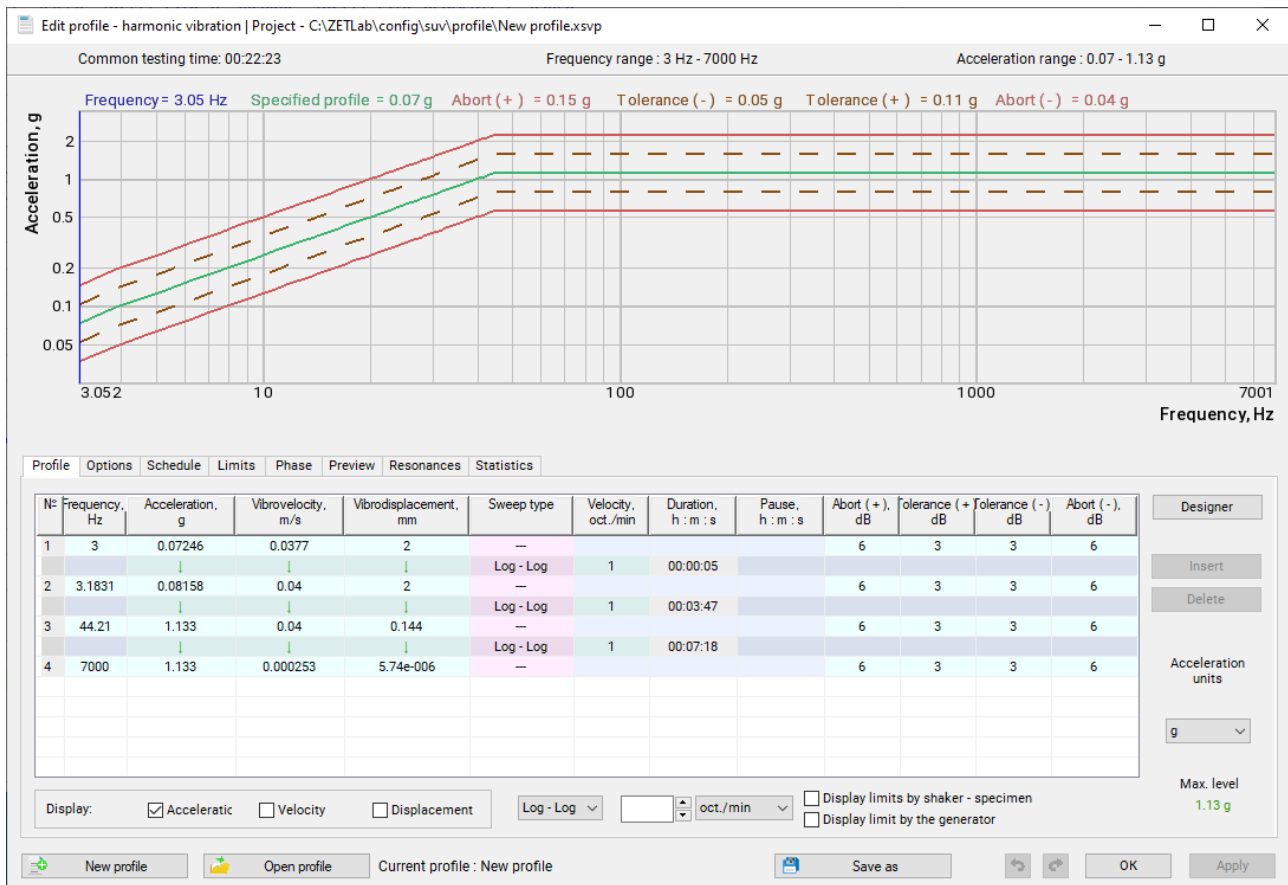 Edit profile - harmonic vibration | Project - C:\ZETLab\config\suv\profile\New profile.xsvp
Common testing time: 00:22:23 Frequency range : 3 Hz - 7000 Hz Acceleration range : 0.07 - 1.13 g
Frequency = 3.05 Hz Specified profile = 0.07 g Abort ( + ) = 0.15 g Tolerance ( - ) = 0.05 g Tolerance ( + ) = 0.11 g Abort ( - ) = 0.04 g
Acceleration, g
2
1
0.5
0.2
0.1
0.05
3.052 10 100 1000 7001
Frequency, Hz
Profile Options Schedule Limits Phase Preview Resonances Statistics
Nº Frequency, Hz Acceleration, g Vibrovelocity, m/s Vibrodisplacement, mm Sweep type Velocity, oct./min Duration, h : m : s Pause, h : m : s Abort ( + ), dB olerance ( + dB Tolerance ( - ) dB Abort ( - ), dB
1 3 0.07246 0.0377 2 --- 6 3 3 6
↓ ↓ ↓ Log - Log 1 00:00:05
2 3.1831 0.08158 0.04 2 --- 6 3 3 6
↓ ↓ ↓ Log - Log 1 00:03:47
3 44.21 1.133 0.04 0.144 --- 6 3 3 6
↓ ↓ ↓ Log - Log 1 00:07:18
4 7000 1.133 0.000253 5.74e-006 --- 6 3 3 6
Designer
Insert
Delete
Acceleration
units
g
Max. level
1.13 g
Display: Acceleratic Velocity Displacement Log - Log oct./min
Display limits by shaker - specimen
Display limit by the generator
New profile Open profile Current profile : New profile Save as OK Apply